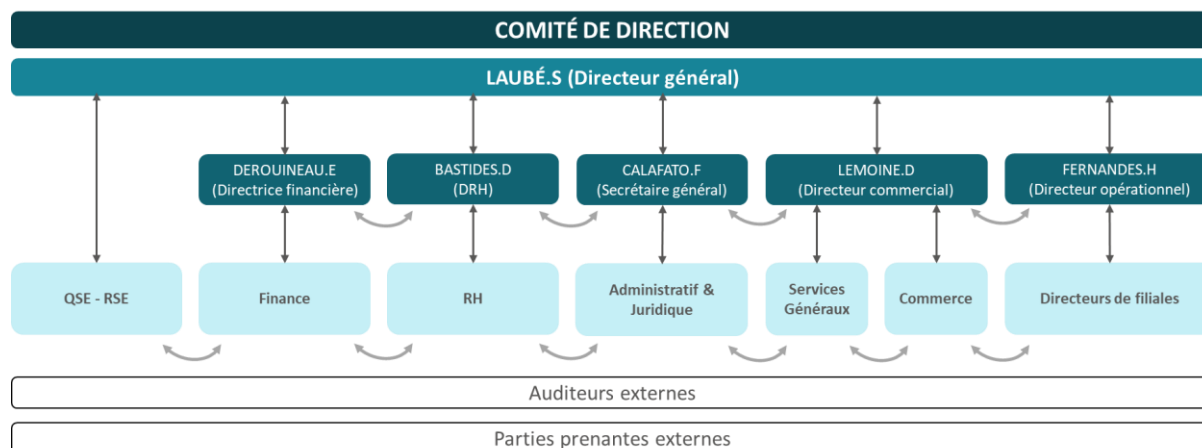 COMITÉ DE DIRECTION
LAUBÉ.S (Directeur général)
DEROUINEAU.E
(Directrice financière)
BASTIDES.D
(DRH)
CALAFATO.F
(Secrétaire général)
LEMOINE.D
(Directeur commercial)
FERNANDES.H
(Directeur opérationnel)
QSE - RSE
Finance
RH
Administratif &
Juridique
Services
Généraux
Commerce
Directeurs de filiales
Auditeurs externes
Parties prenantes externes